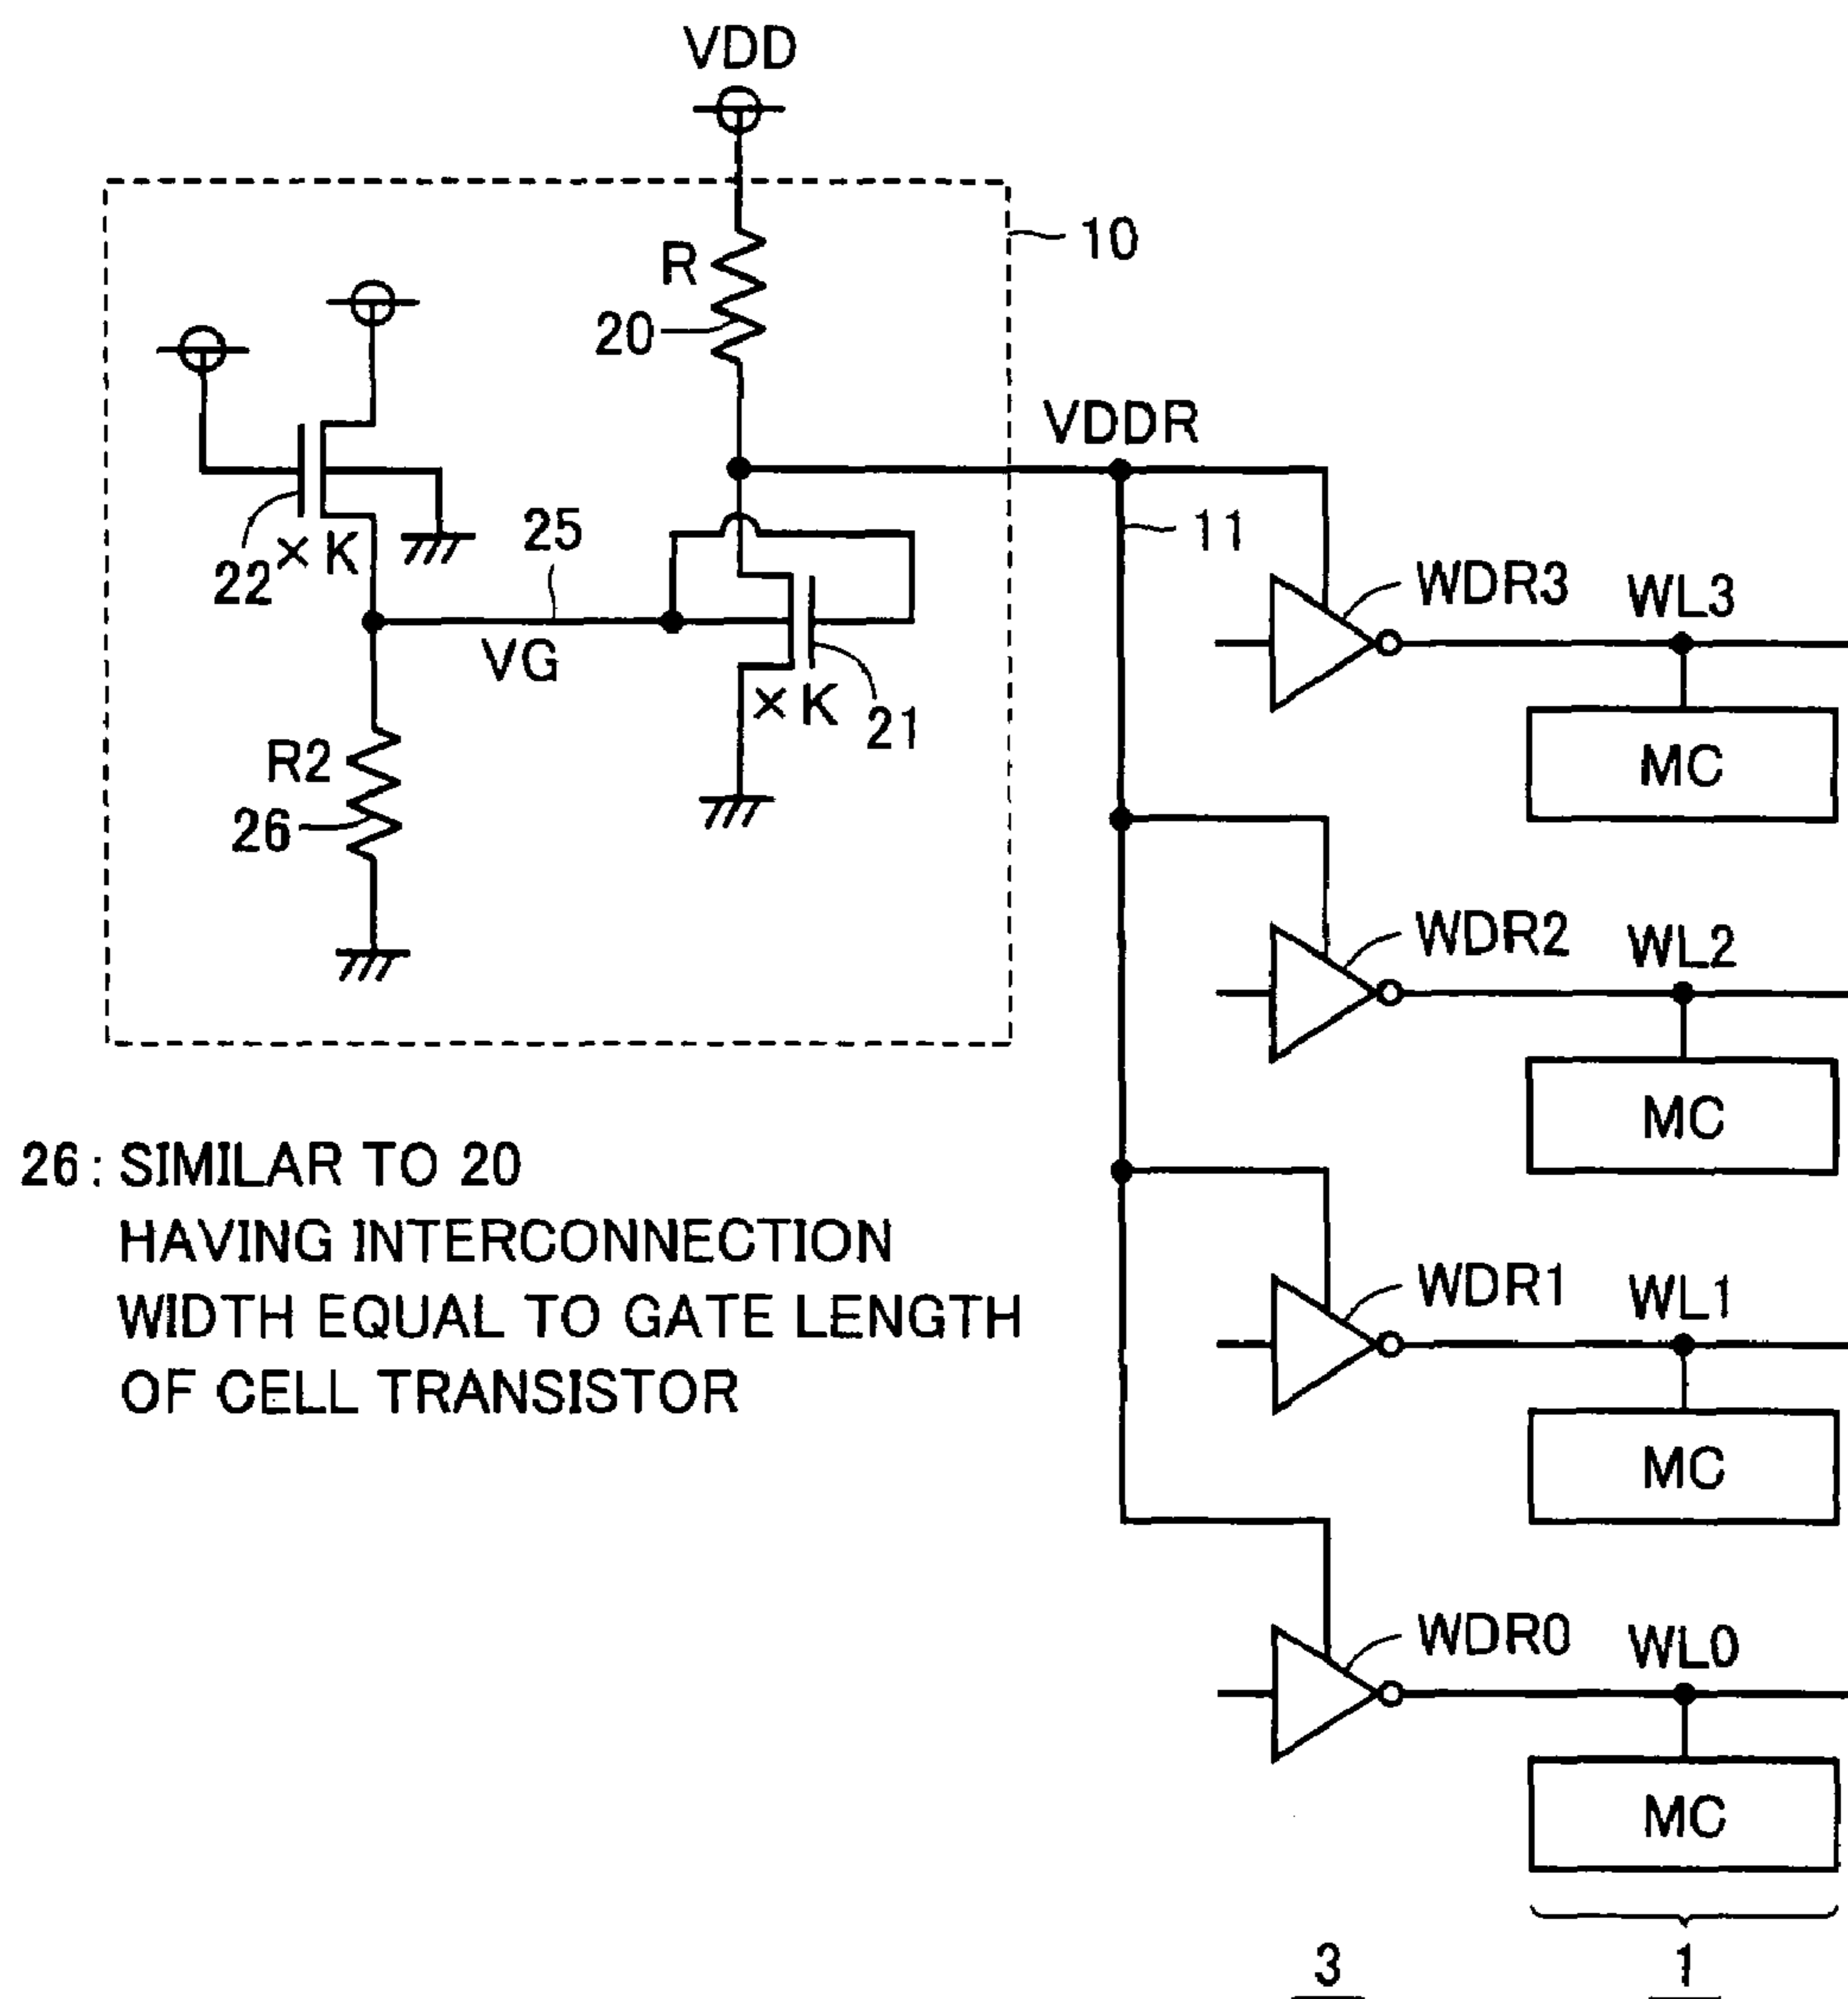 VDD
R
10
20
VDDR
25
11
22
× K
VG
WDR3
WL3
× K
21
MC
R2
26
WDR2
WL2
MC
26 : SIMILAR TO 20
HAVING INTERCONNECTION
WIDTH EQUAL TO GATE LENGTH
OF CELL TRANSISTOR
WDR1
WL1
MC
WDR0
WL0
MC
3
1